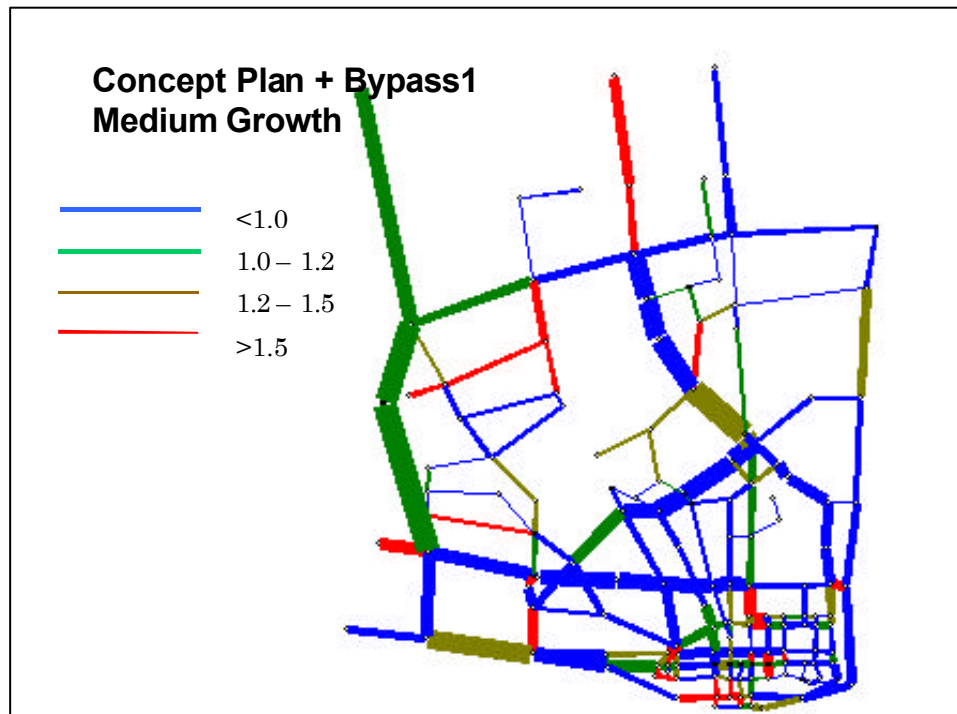 Concept Plan + Bypass1
Medium Growth
<1.0
1.0 – 1.2
1.2 – 1.5
>1.5